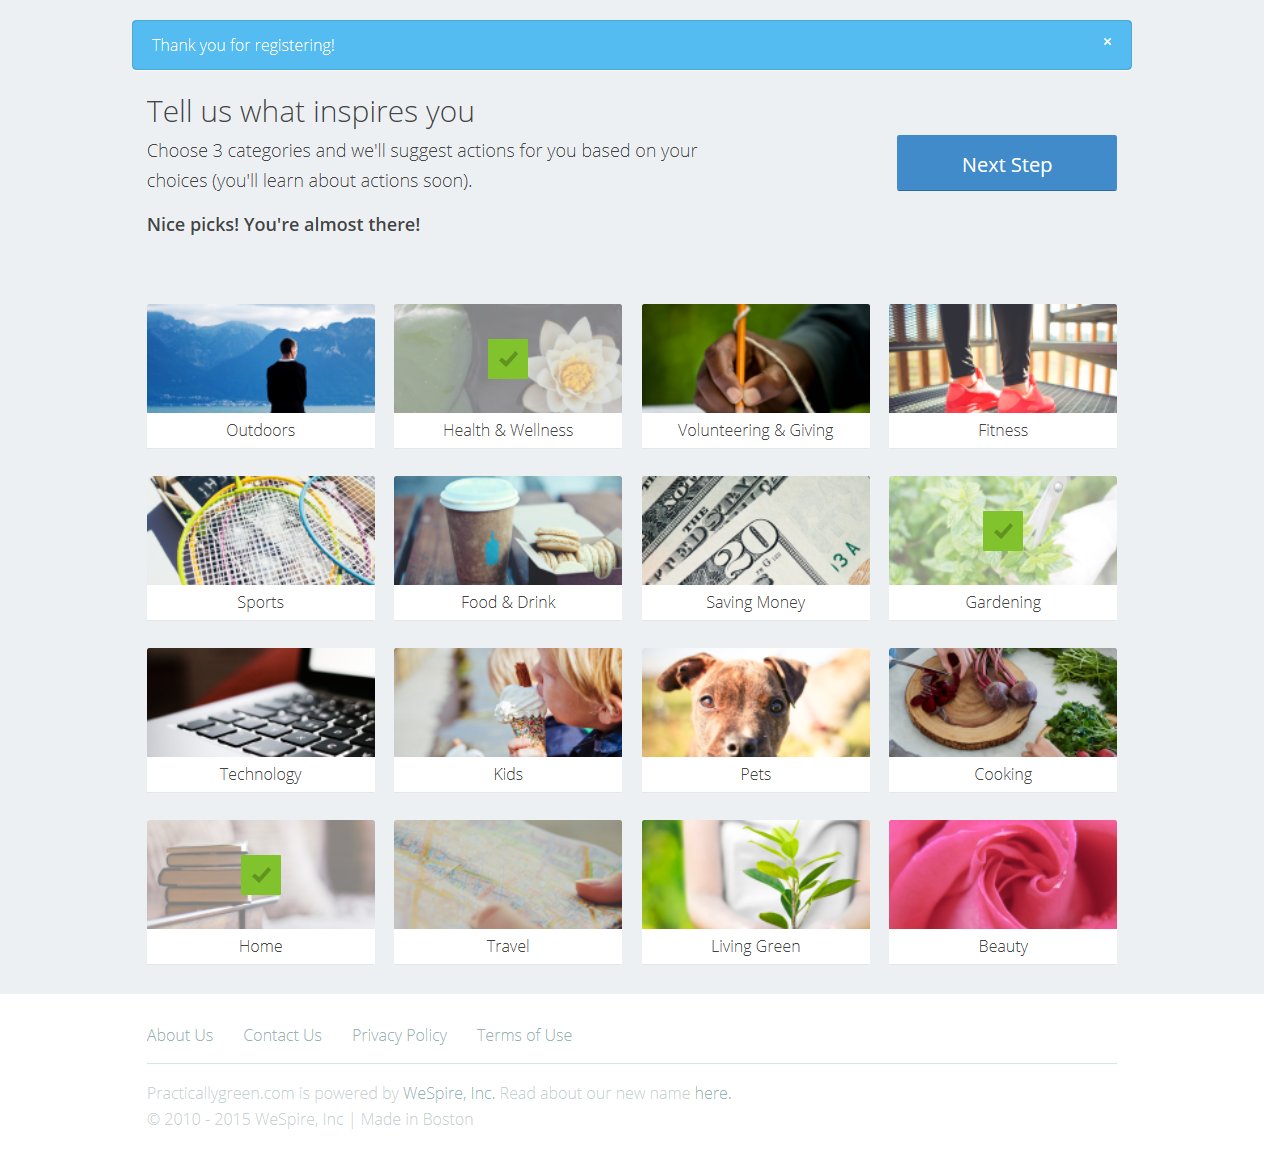 Thank you for registering!
×
Tell us what inspires you
Choose 3 categories and we'll suggest actions for you based on your
choices (you'll learn about actions soon).
Next Step
Nice picks! You're almost there!
Outdoors
Health & Wellness
Volunteering & Giving
Fitness
THE
20
13 A
Sports
Food & Drink
Saving Money
Gardening
Technology
Kids
Pets
Cooking
Home
Travel
Living Green
Beauty
About Us Contact Us Privacy Policy Terms of Use
Practicallygreen.com is powered by WeSpire, Inc. Read about our new name here.
© 2010 - 2015 WeSpire, Inc | Made in Boston